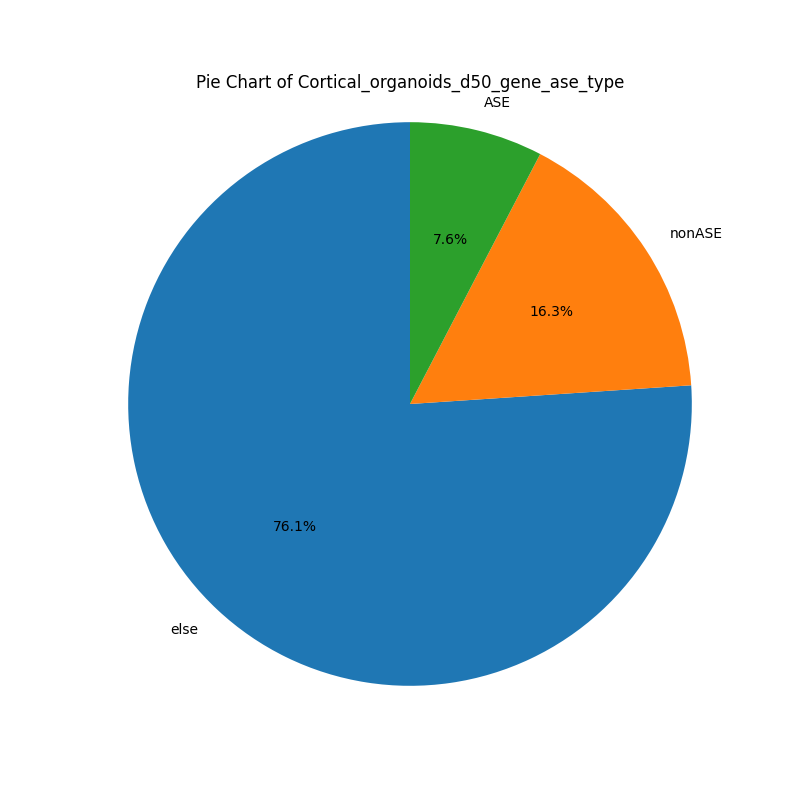 Pie Chart of Cortical_organoids_d50_gene_ase_type
ASE
nonASE
7.6%
16.3%
76.1%
else